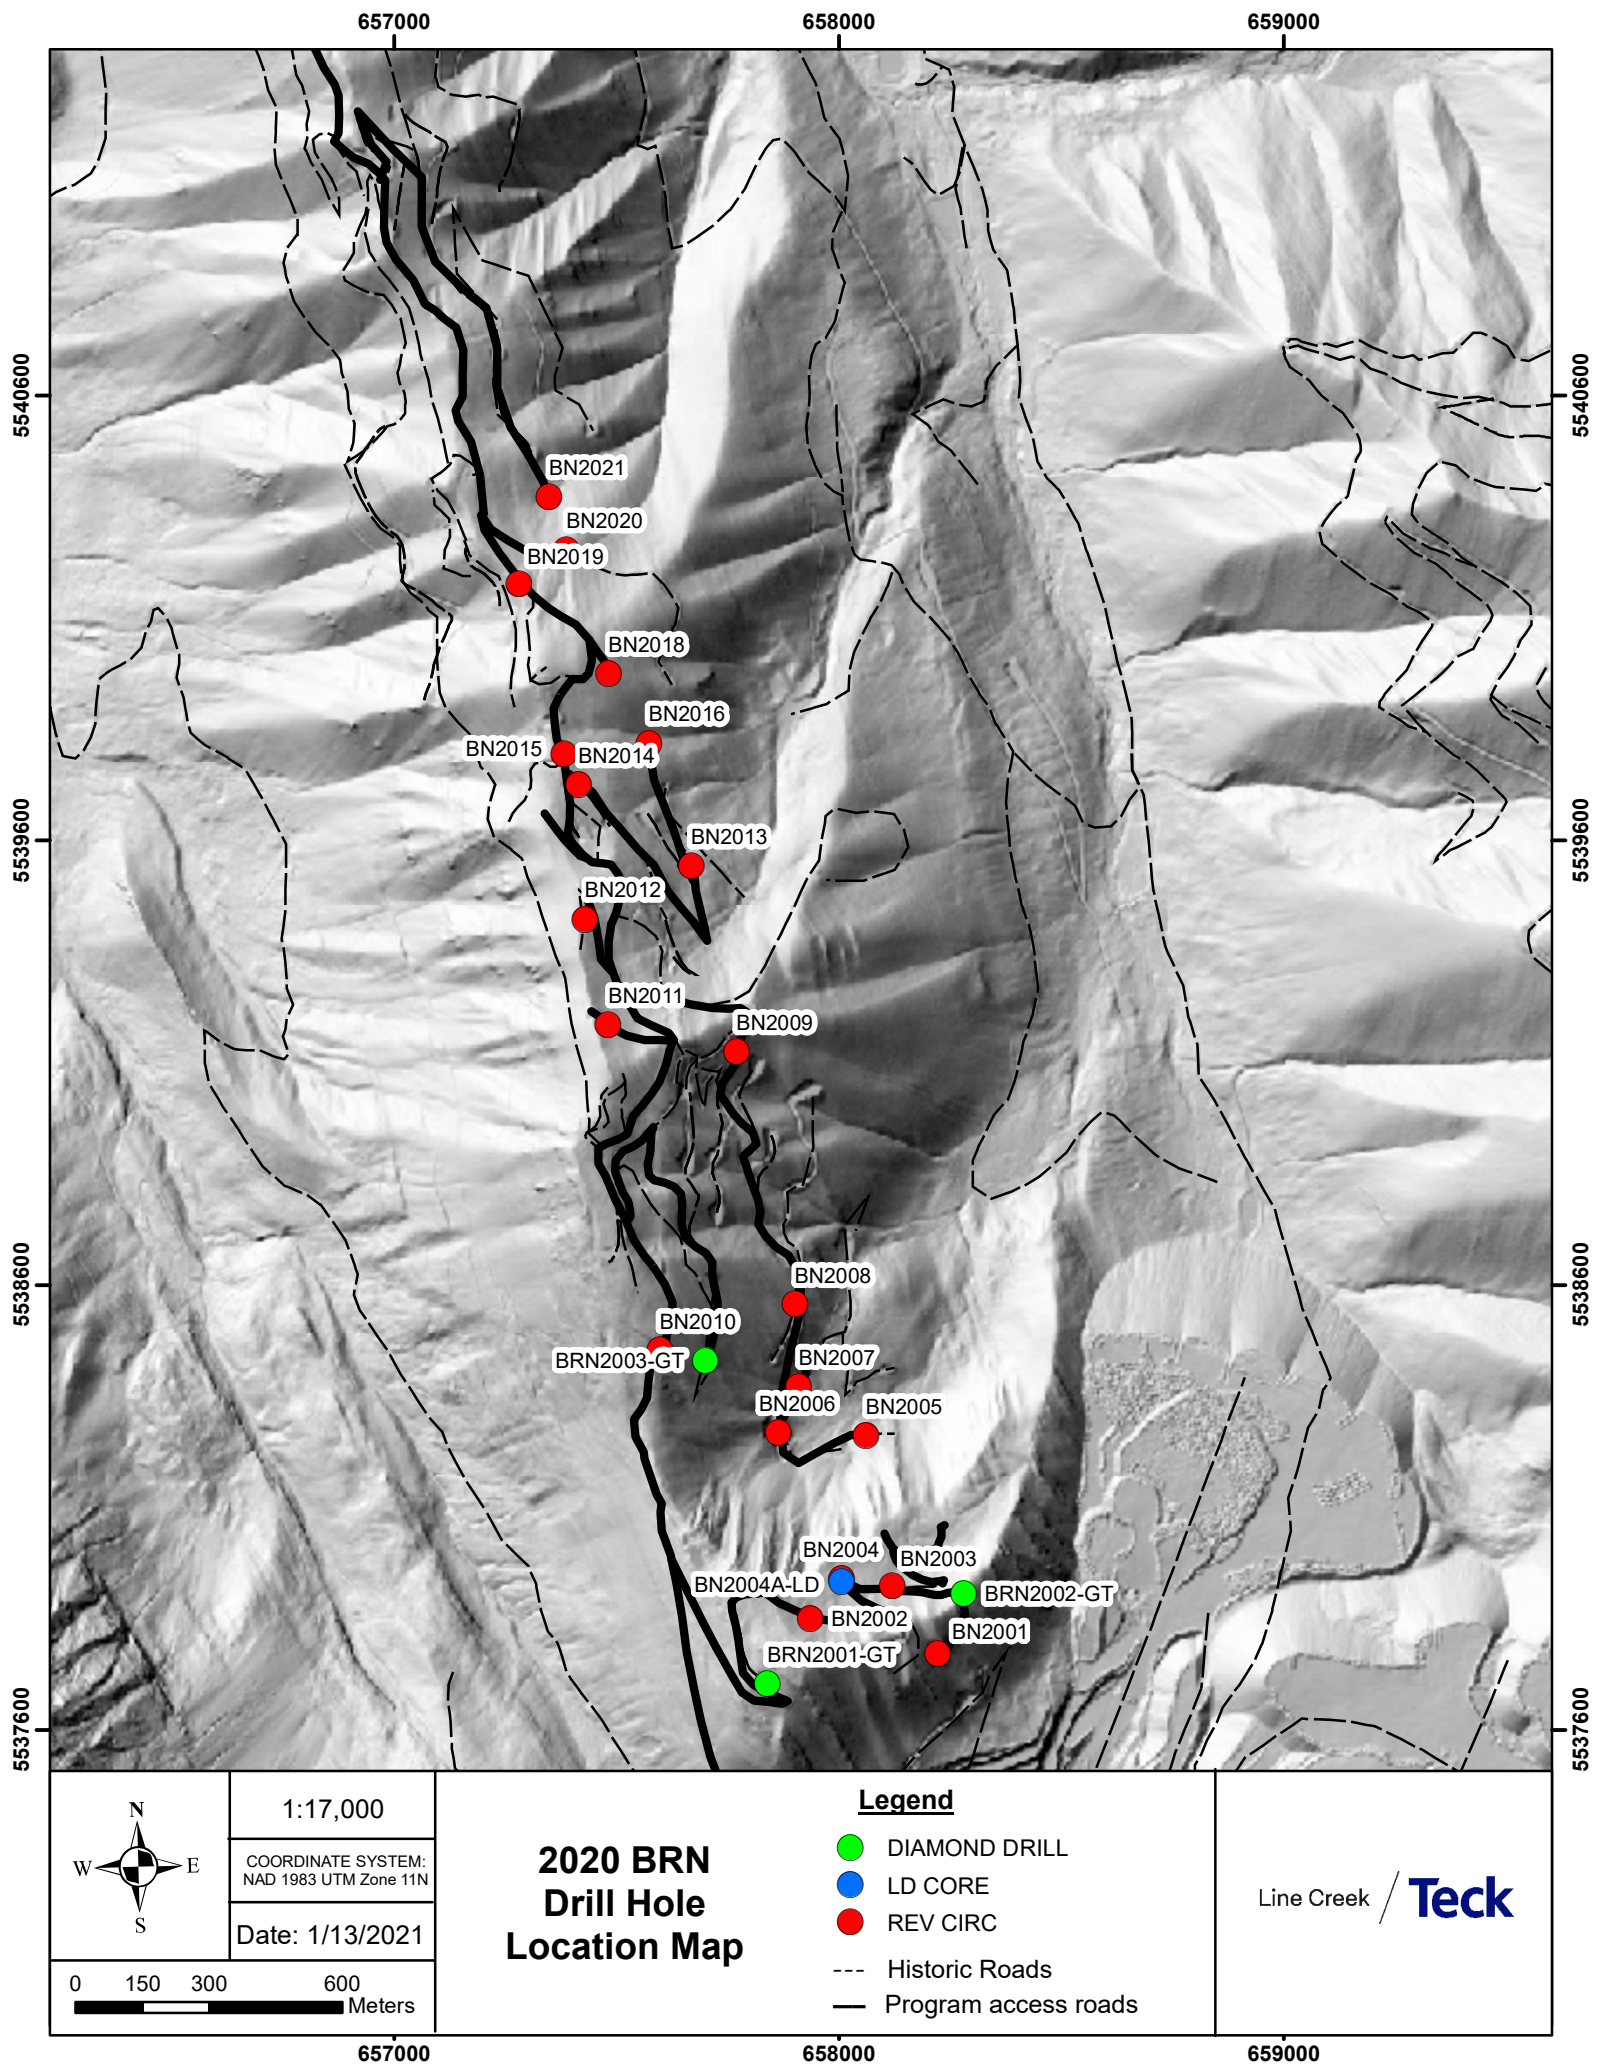 657000
658000
659000
5540600
5540600
BN2021
BN2020
BN2019
BN2018
BN2016
BN2015
BN2014
5539600
5539600
BN2013
BN2012
BN2011
BN2009
5538600
5538600
BN2008
BN2010
BRN2003-GT
BN2007
BN2006
BN2005
BN2004
BN2003
BN2004A-LD
BRN2002-GT
BN2002
BN2001
BRN2001-GT
5537600
5537600
N
W
E
S
1:17,000
COORDINATE SYSTEM:
NAD 1983 UTM Zone 11N
Date: 1/13/2021
0 150 300 600
Meters
2020 BRN
Drill Hole
Location Map
Legend
DIAMOND DRILL
LD CORE
REV CIRC
Historic Roads
Program access roads
Line Creek / Teck
657000
658000
659000